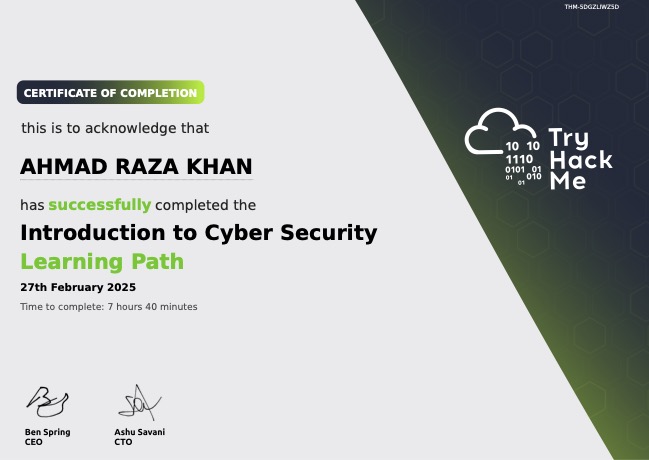 THM-SDGZLIWZSD
CERTIFICATE OF COMPLETION
this is to acknowledge that
AHMAD RAZA KHAN
has successfully completed the
Introduction to Cyber Security
Learning Path
27th February 2025
Time to complete: 7 hours 40 minutes
10 10
1110
0101 01
01 010
01
Try
Hack
Me
Ben Spring
CEO
Ashu Savani
CTO